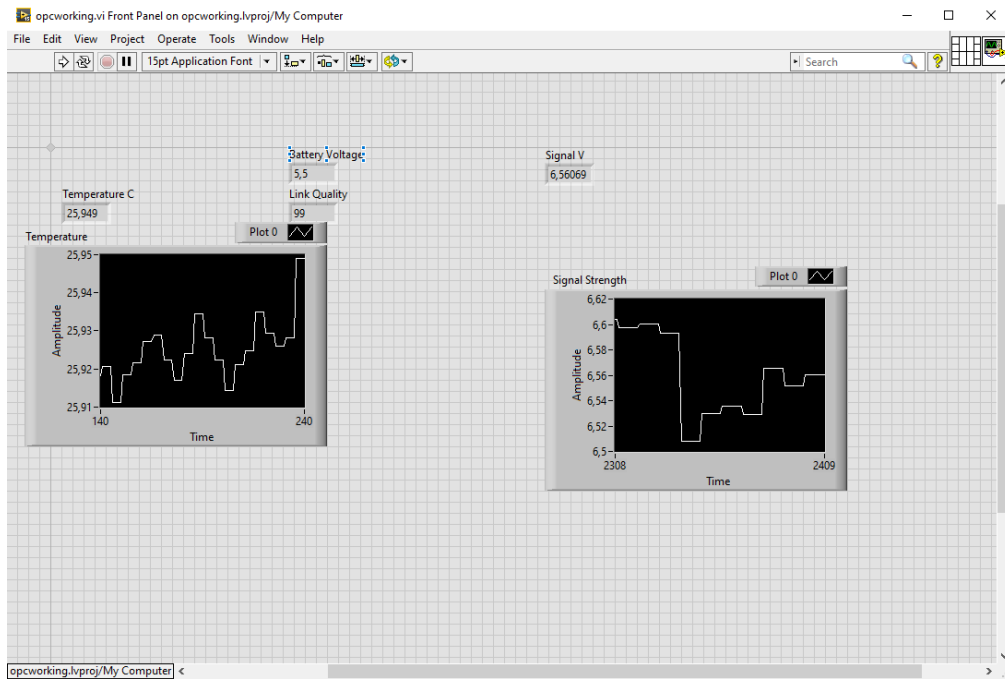 opcworking.vi Front Panel on opcworking.lvproj/My Computer
File Edit View Project Operate Tools Window Help
15pt Application Font
Search
?
Battery Voltage
5,5
Signal V
6,56069
Temperature C
25,949
Link Quality
99
Temperature
Plot 0
25,95
25,94
25,93
25,92
25,91
Amplitude
140
240
Time
Signal Strength
Plot 0
6,62
6,6
6,58
6,56
6,54
6,52
6,5
Amplitude
2308
2409
Time
opcworking.lvproj/My Computer